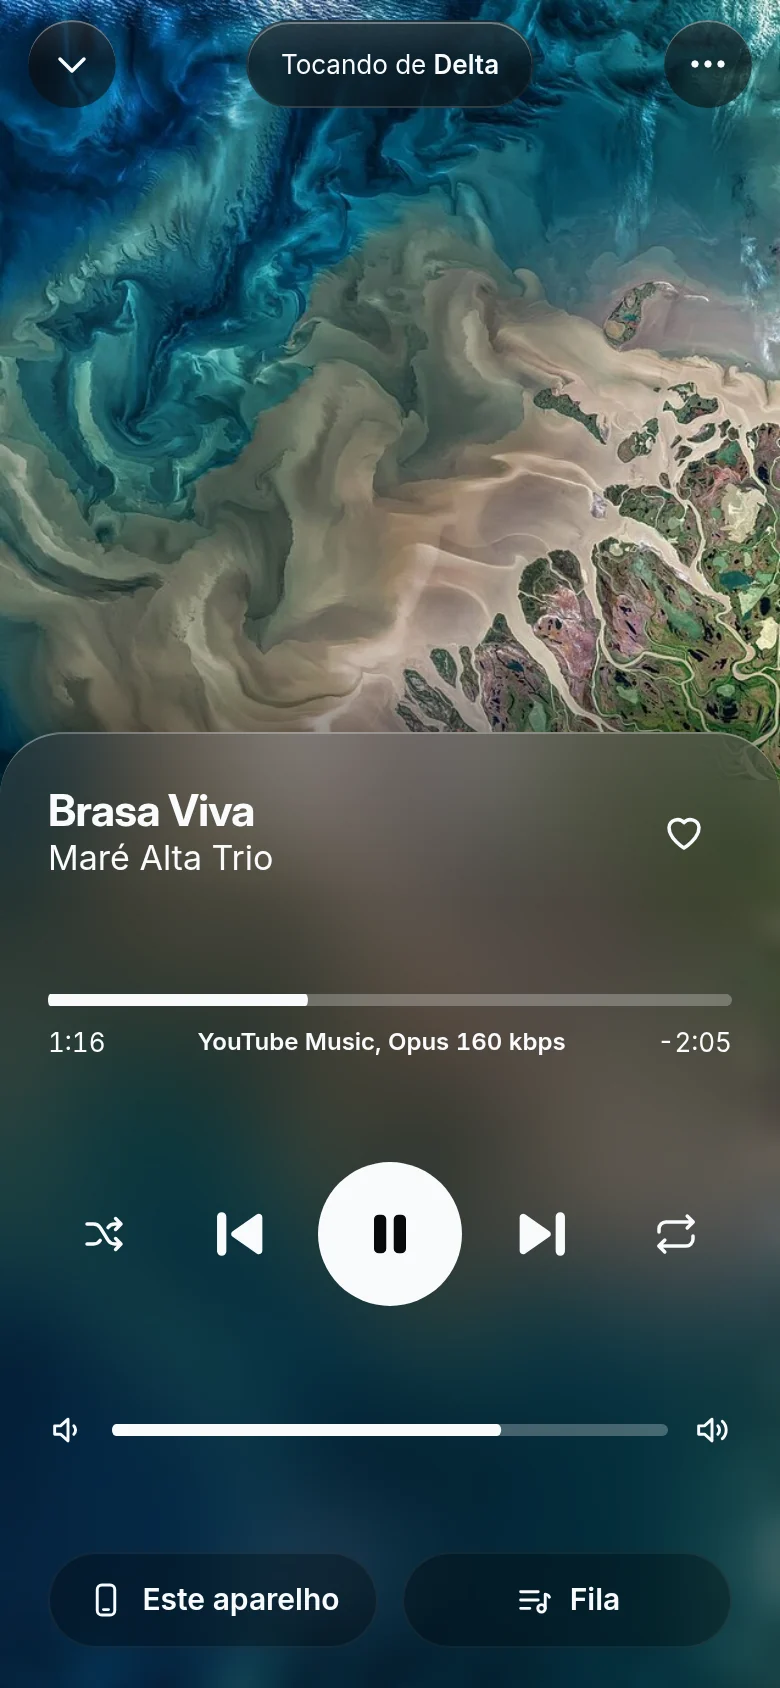 Tocando de Delta
Brasa Viva
Maré Alta Trio
1:16
YouTube Music, Opus 160 kbps
-2:05
Este aparelho
Fila